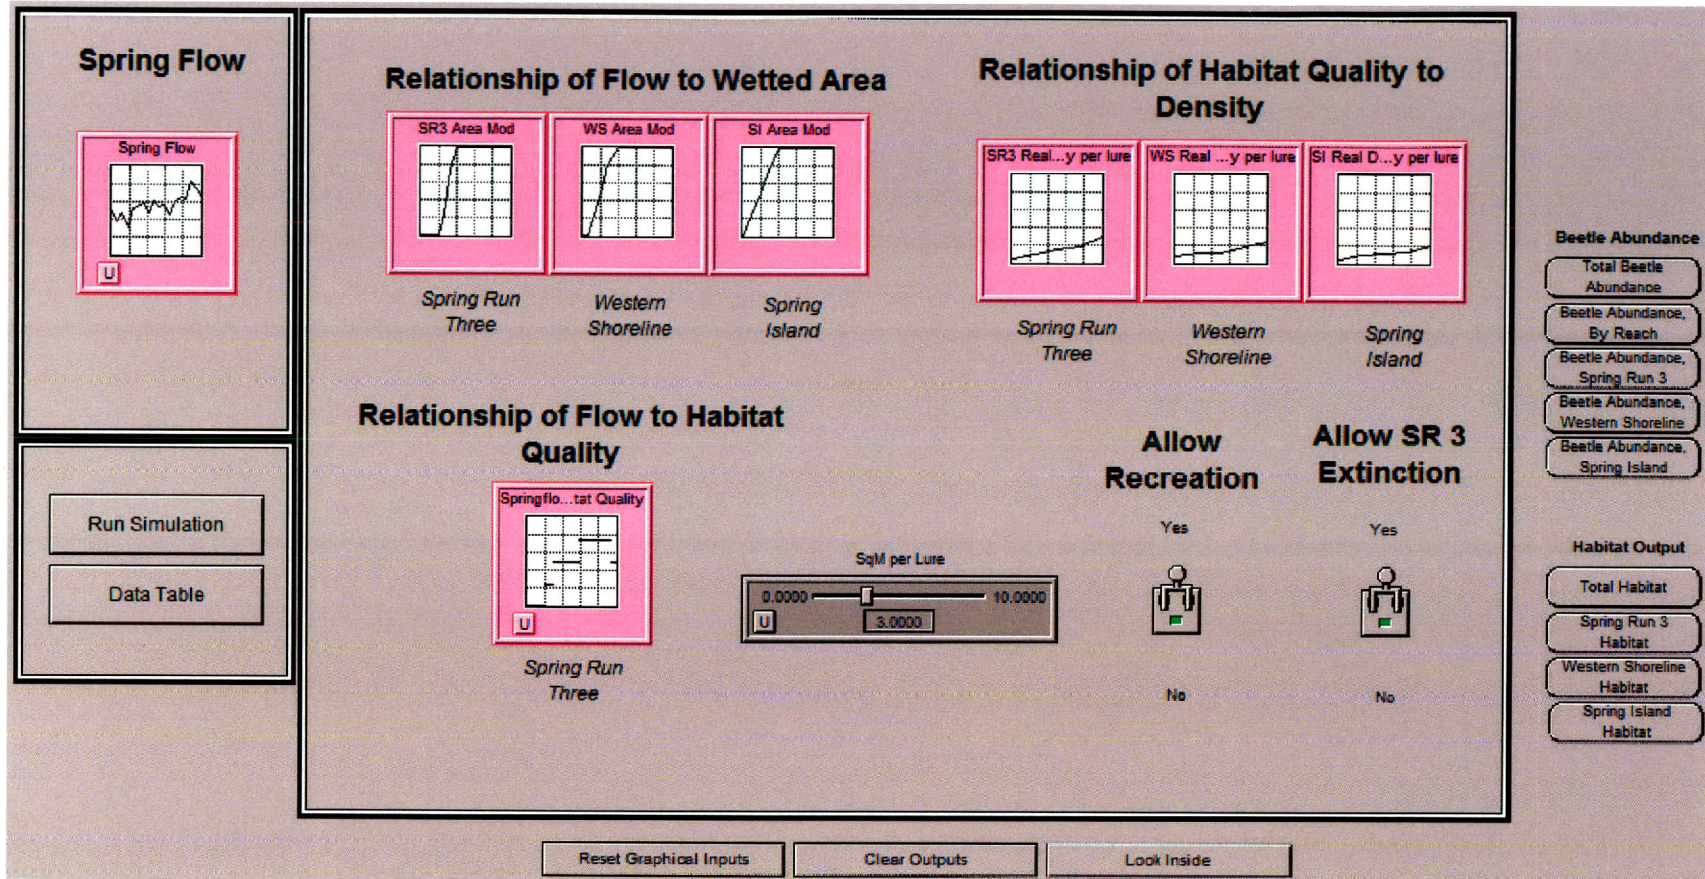 Spring Flow
Spring Flow
U
Run Simulation
Data Table
Relationship of Flow to Wetted Area
SR3 Area Mod
WS Area Mod
SI Area Mod
Spring Run
Three
Western
Shoreline
Spring
Island
Relationship of Habitat Quality to
Density
SR3 Real...y per lure
WS Real ...y per lure
SI Real D...y per lure
Spring Run
Three
Western
Shoreline
Spring
Island
Relationship of Flow to Habitat
Quality
Springflo...tat Quality
U
Spring Run
Three
SqM per Lure
0.0000
10.0000
U
3.0000
Allow
Recreation
Yes
No
Allow SR 3
Extinction
Yes
No
Beetle Abundance
Total Beetle
Abundance
Beetle Abundance,
By Reach
Beetle Abundance,
Spring Run 3
Beetle Abundance,
Western Shoreline
Beetle Abundance,
Spring Island
Habitat Output
Total Habitat
Spring Run 3
Habitat
Western Shoreline
Habitat
Spring Island
Habitat
Reset Graphical Inputs
Clear Outputs
Look Inside